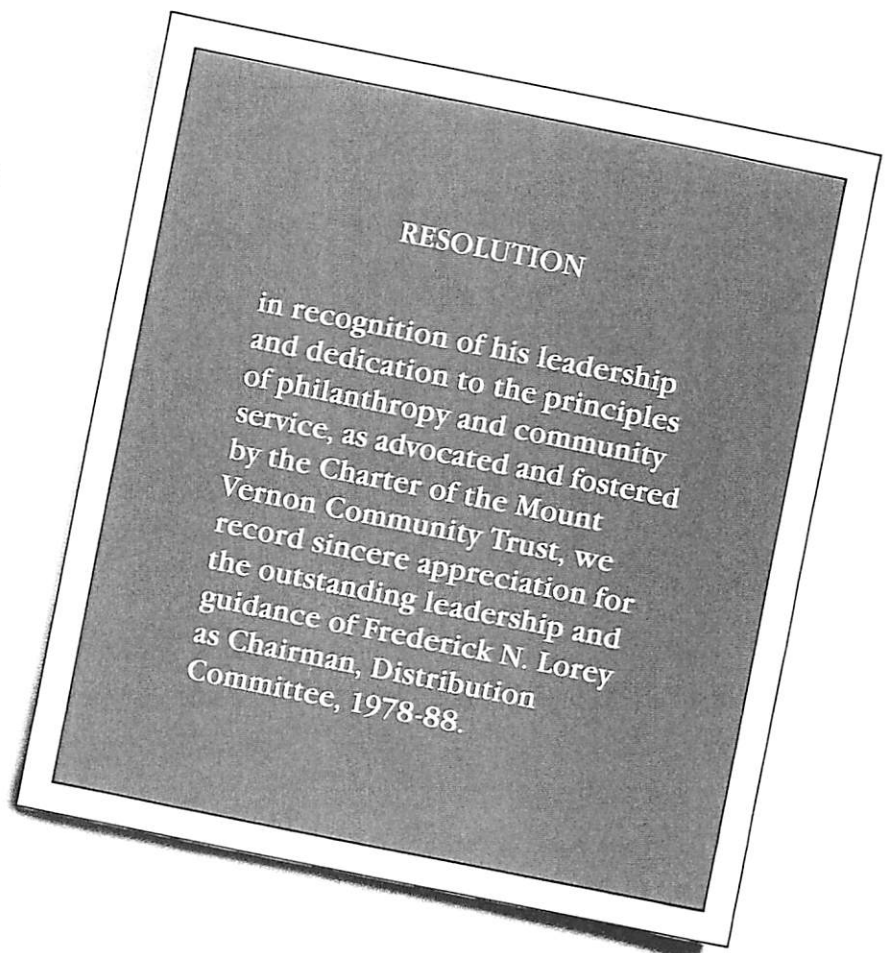 RESOLUTION
in recognition of his leadership
and dedication to the principles
of philanthropy and community
service, as advocated and fostered
by the Charter of the Mount
Vernon Community Trust, we
record sincere appreciation for
the outstanding leadership and
guidance of Frederick N. Lorey
as Chairman, Distribution
Committee, 1978-88.